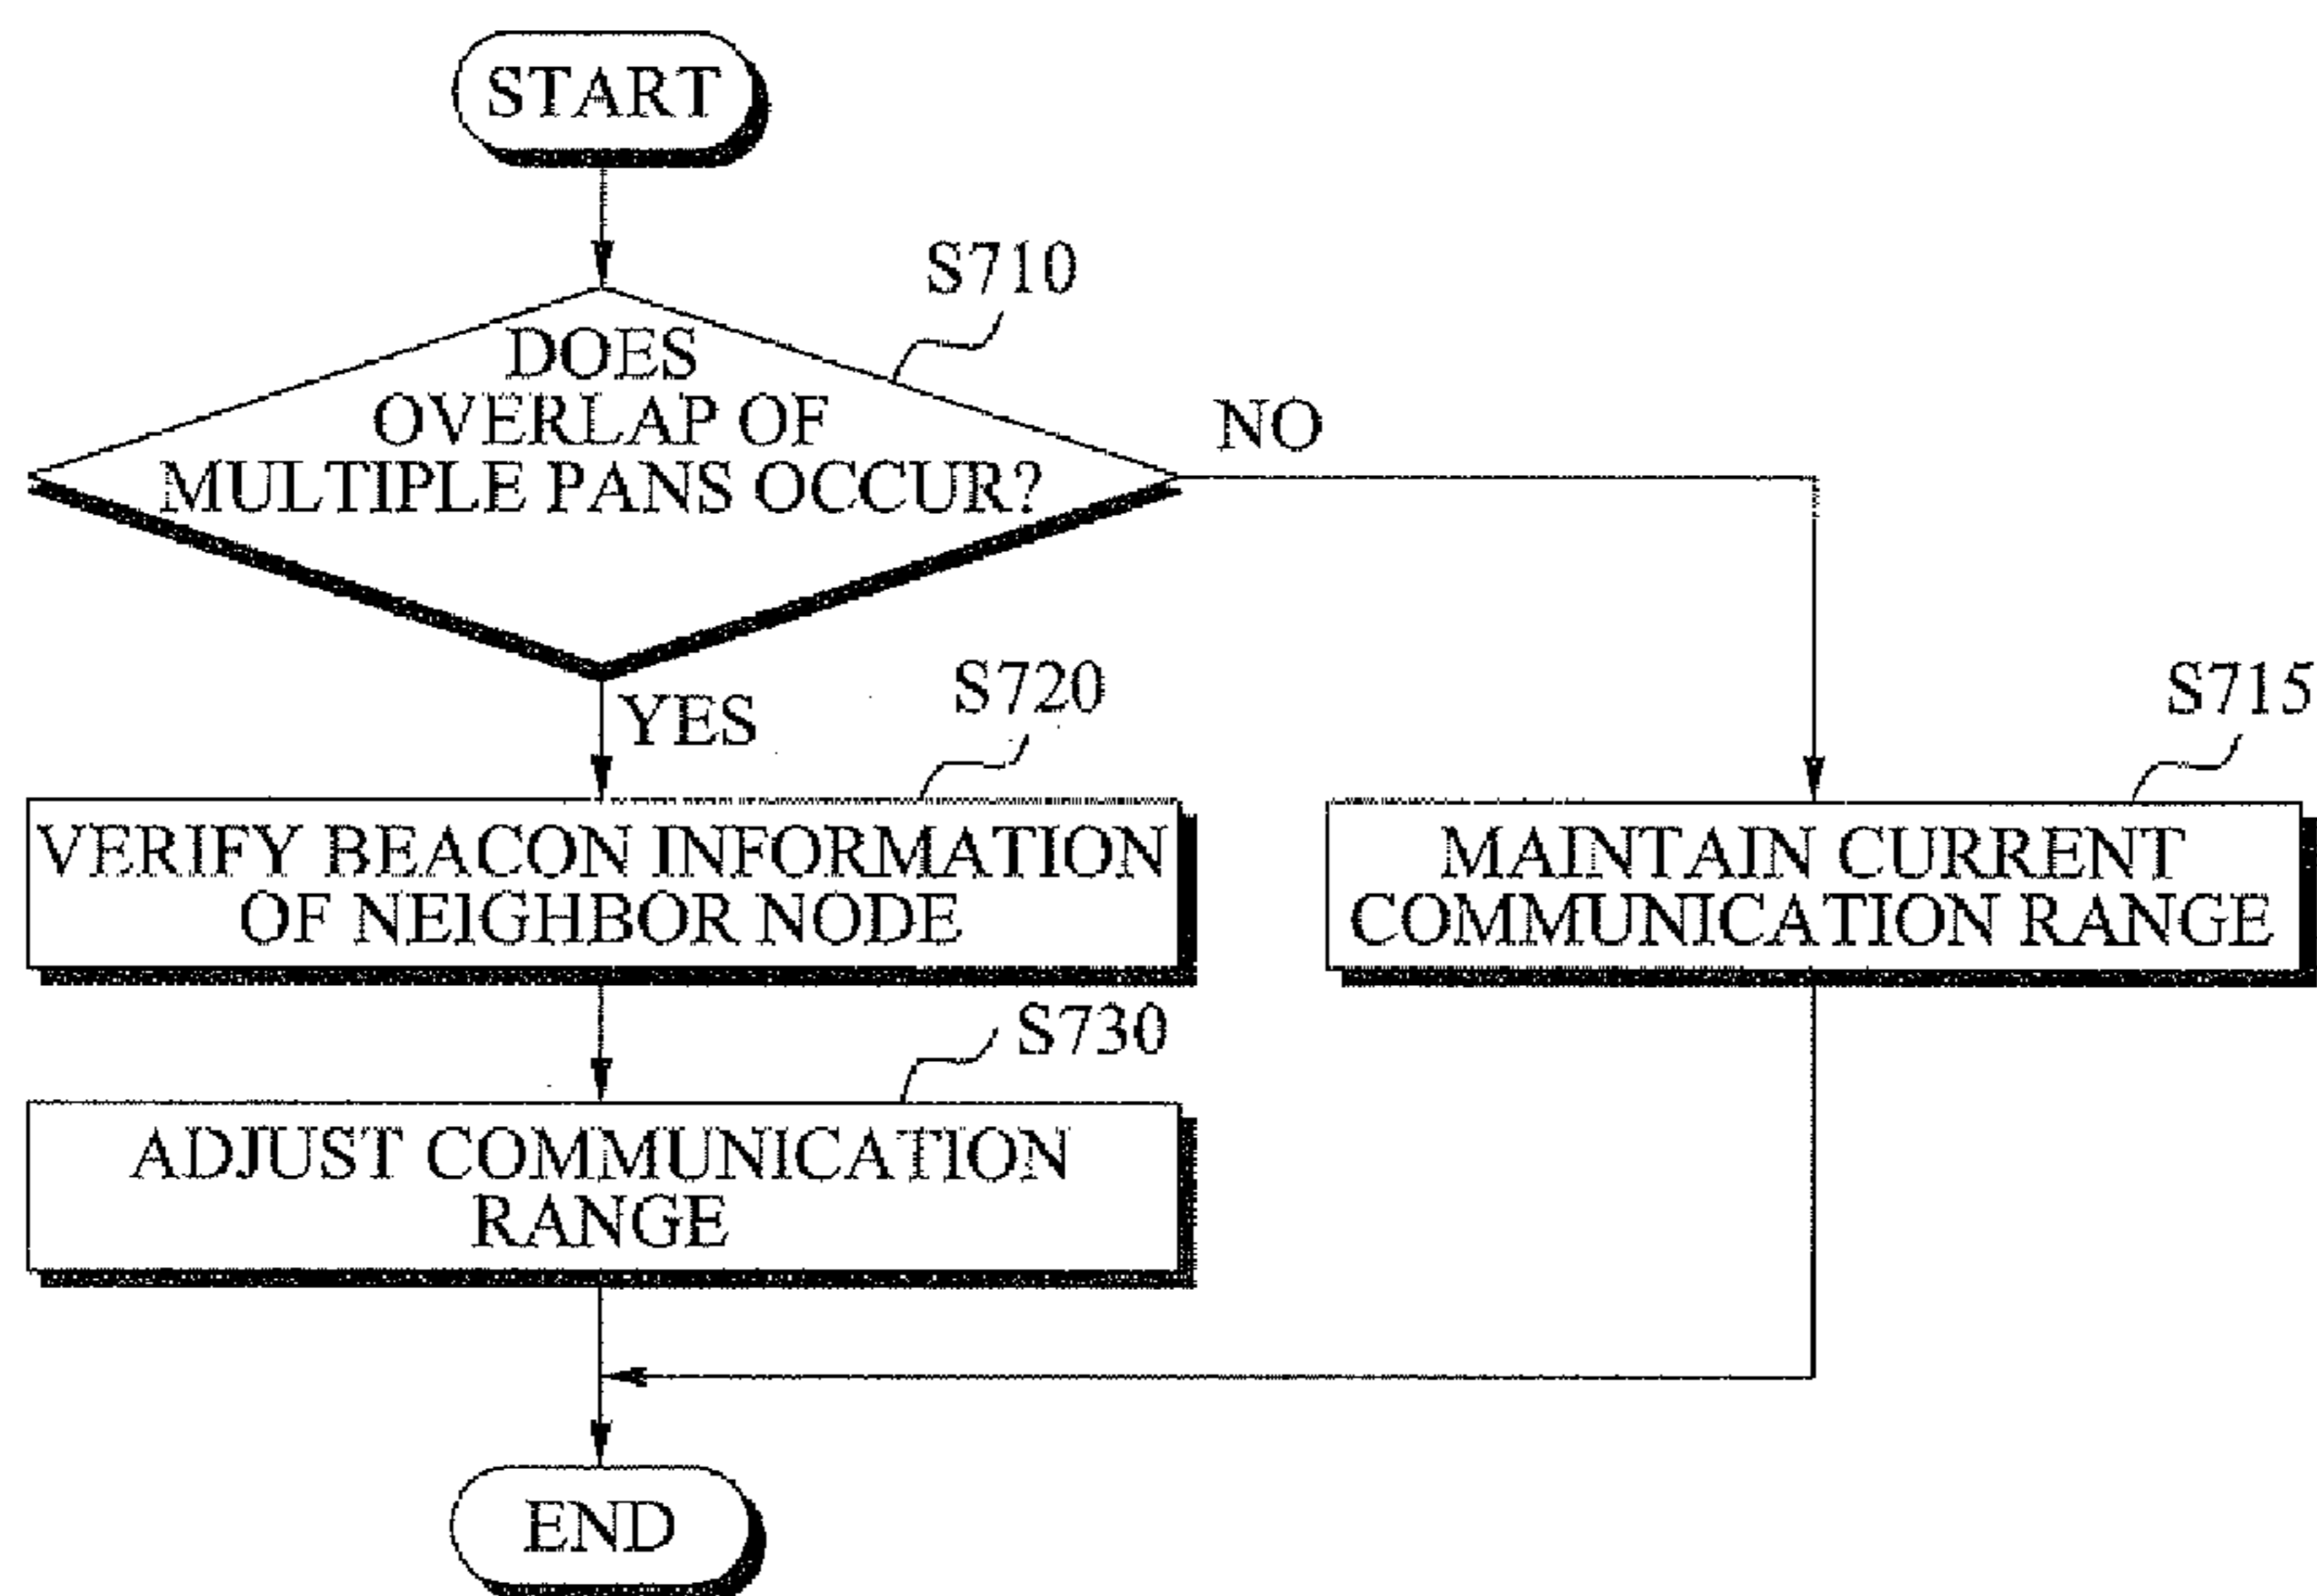 START
S710
DOES
OVERLAP OF
MULTIPLE PANS OCCUR?
NO
YES
S720
S715
VERIFY BEACON INFORMATION
OF NEIGHBOR NODE
MAINTAIN CURRENT
COMMUNICATION RANGE
S730
ADJUST COMMUNICATION
RANGE
END